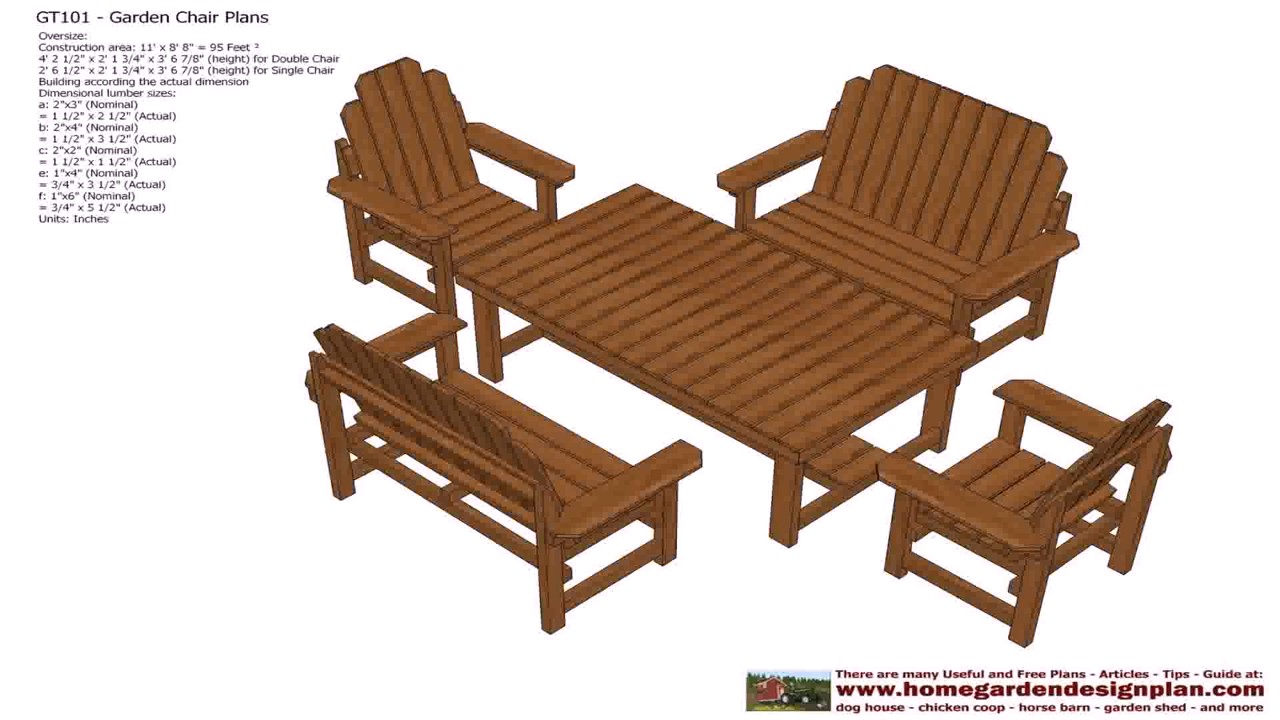 GT101 - Garden Chair Plans
Oversize:
Construction area; 11' x 8' 8" = 95 Feet ²
4' 2 1/2" x 2' 1 3/4" x 3' 6 7/8" (height) for Double Chair
2' 6 1/2" x 2' 1 3/4" x 3' 6 7/8" (height) for Single Chair
Building according the actual dimension
Dimensional lumber sizes:
a: 2"x3" (Nominal)
= 1 1/2" x 2 1/2" (Actual)
b: 2"x4" (Nominal)
= 1 1/2" x 3 1/2" (Actual)
c: 2"x2" (Nominal)
= 1 1/2" x 1 1/2" (Actual)
e: 1"x4" (Nominal)
= 3/4" x 3 1/2" (Actual)
f: 1"x6" (Nominal)
= 3/4" x 5 1/2" (Actual)
Units: Inches
There are many Useful and Free Plans - Articles - Tips - Guide at:
www.homegardendesignplan.com
dog house - chicken coop - horse barn - garden shed - and more